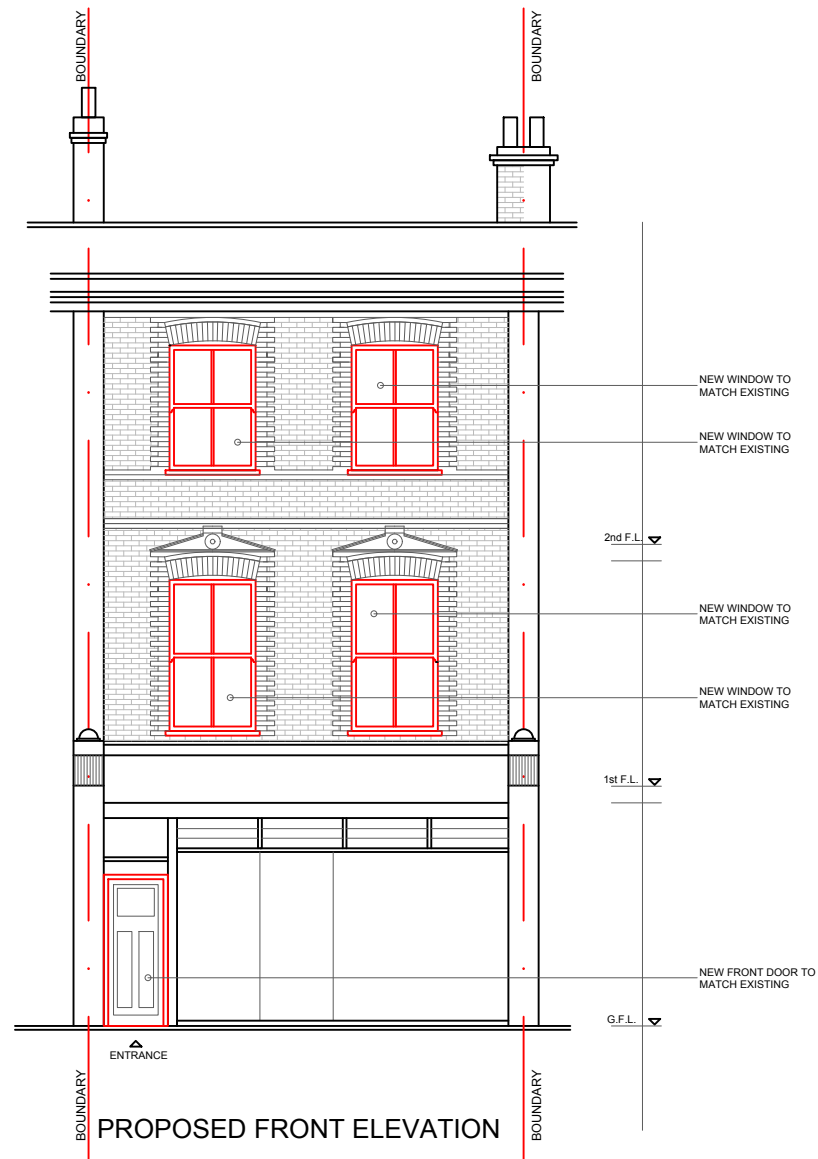 BOUNDARY
BOUNDARY
NEW WINDOW TO
MATCH EXISTING
NEW WINDOW TO
MATCH EXISTING
2nd F.L.
NEW WINDOW TO
MATCH EXISTING
NEW WINDOW TO
MATCH EXISTING
1st F.L.
NEW FRONT DOOR TO
MATCH EXISTING
G.F.L.
ENTRANCE
BOUNDARY
PROPOSED FRONT ELEVATION
BOUNDARY